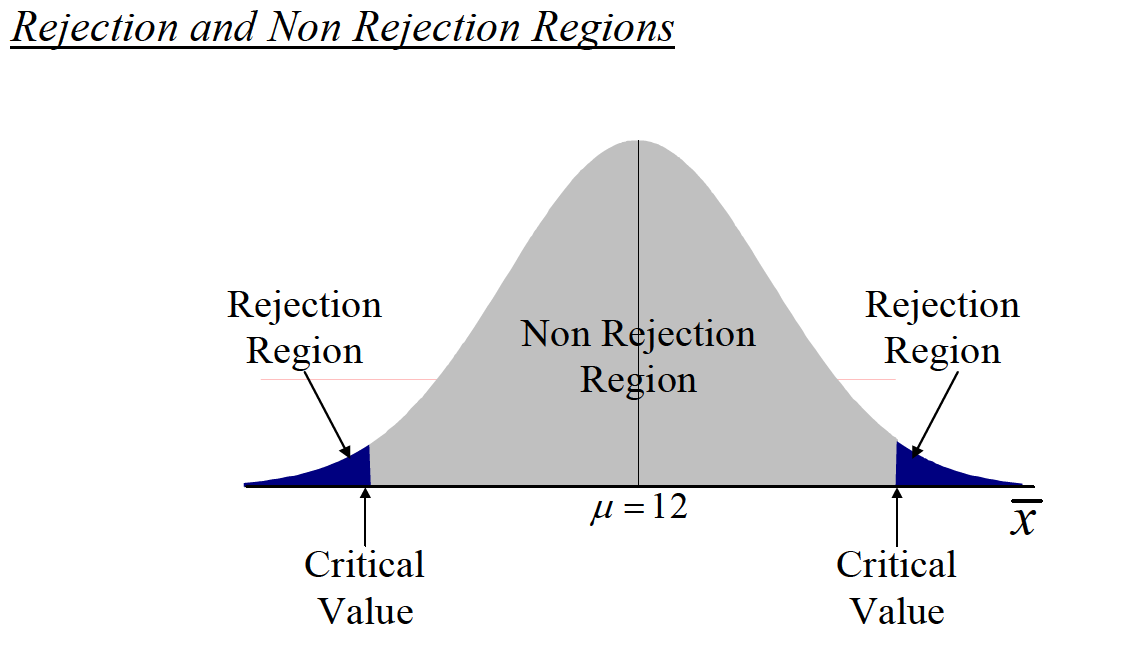 Rejection and Non Rejection Regions
Rejection
Region
Non Rejection
Region
Rejection
Region
μ = 12
x̅
Critical
Value
Critical
Value